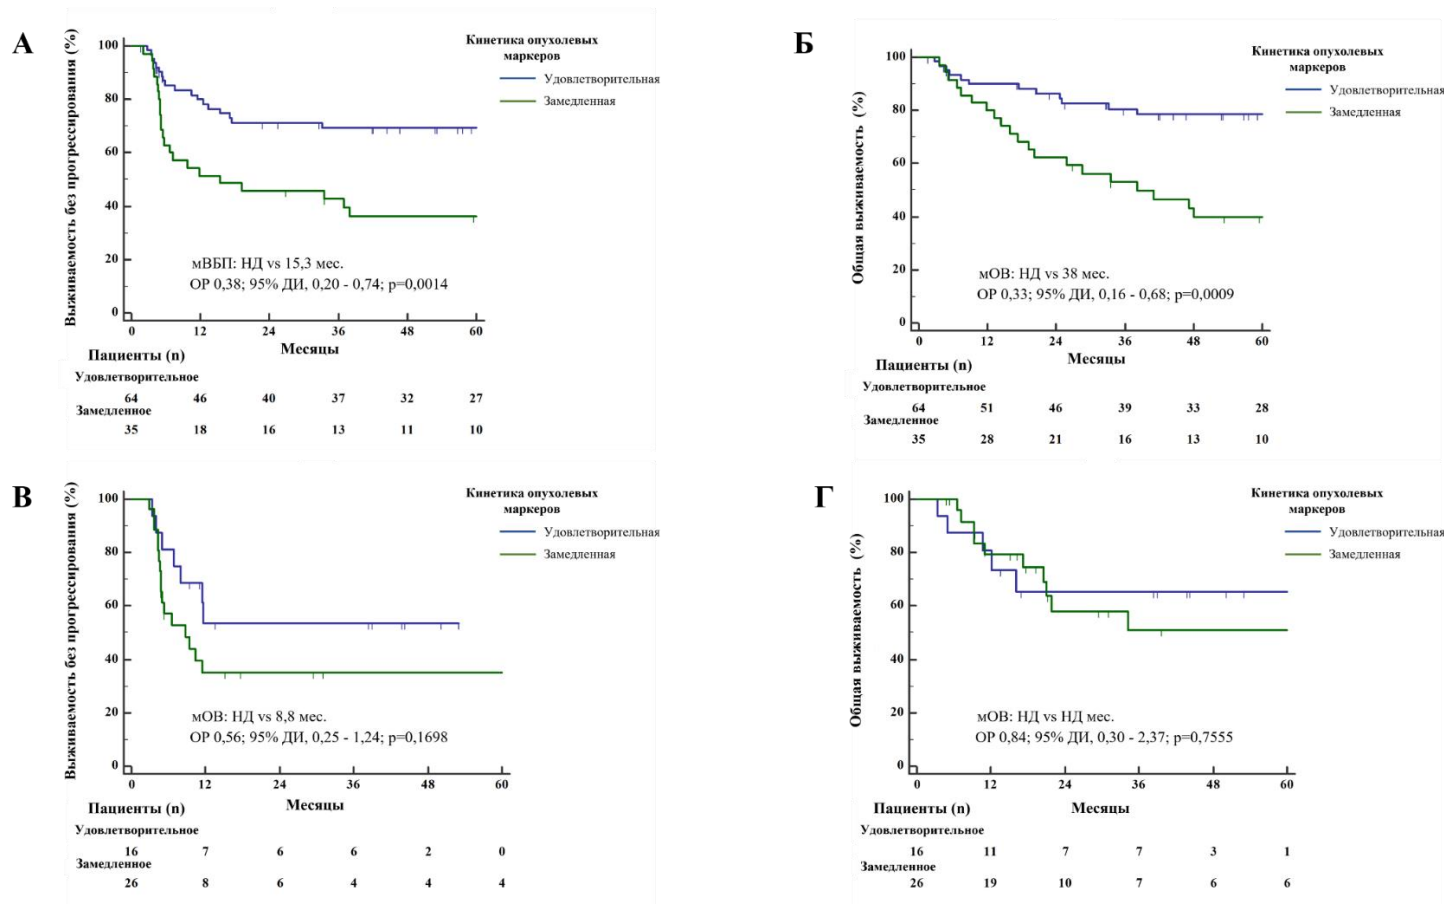 А
Выживаемость без прогрессирования (%)
100
80
60
40
20
0
Кинетика опухолевых
маркеров
Удовлетворительная
Замедленная
мВБП: НД vs 15,3 мес.
ОР 0,38; 95% ДИ, 0,20 - 0,74; p=0,0014
0 12 24 36 48 60
Месяцы
Пациенты (n)
Удовлетворительное
64 46 40 37 32 27
Замедленное
35 18 16 13 11 10
Б
Общая выживаемость (%)
100
80
60
40
20
0
Кинетика опухолевых
маркеров
Удовлетворительная
Замедленная
мОВ: НД vs 38 мес.
ОР 0,33; 95% ДИ, 0,16 - 0,68; p=0,0009
0 12 24 36 48 60
Месяцы
Пациенты (n)
Удовлетворительное
64 51 46 39 33 28
Замедленное
35 28 21 16 13 10
В
Выживаемость без прогрессирования (%)
100
80
60
40
20
0
Кинетика опухолевых
маркеров
Удовлетворительная
Замедленная
мОВ: НД vs 8,8 мес.
ОР 0,56; 95% ДИ, 0,25 - 1,24; p=0,1698
0 12 24 36 48 60
Месяцы
Пациенты (n)
Удовлетворительное
16 7 6 6 2 0
Замедленное
26 8 6 4 4 4
Г
Общая выживаемость (%)
100
80
60
40
20
0
Кинетика опухолевых
маркеров
Удовлетворительная
Замедленная
мОВ: НД vs НД мес.
ОР 0,84; 95% ДИ, 0,30 - 2,37; p=0,7555
0 12 24 36 48 60
Месяцы
Пациенты (n)
Удовлетворительное
16 11 7 7 3 1
Замедленное
26 19 10 7 6 6